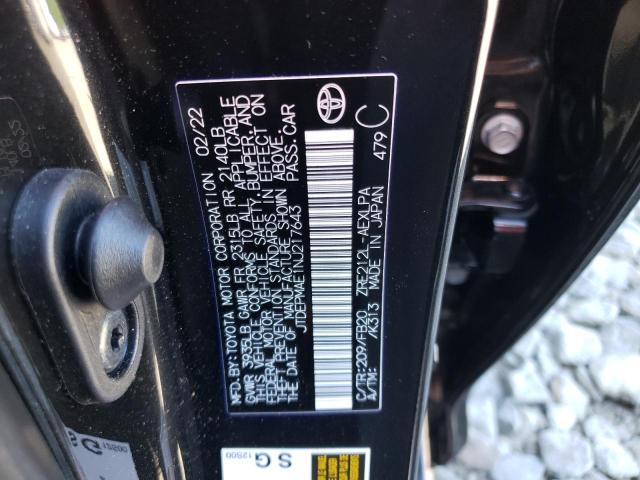 MFD.BY:TOYOTA MOTOR CORPORATION 02/22
GVWR 3935LB GAWR FR 2315LB RR 2140LB
THIS VEHICLE CONFORMS TO ALL APPLICABLE
FEDERAL MOTOR VEHICLE SAFETY, BUMPER, AND
THEFT PREVENTION STANDARDS IN EFFECT ON
THE DATE OF MANUFACTURE SHOWN ABOVE.
JTDEPMAE1NJ217643 PASS.CAR
C/TR:209/FB20 ZRE212L-AEXLPA
A/TM: /K313 MADE IN JAPAN 479 C
SG
12S00